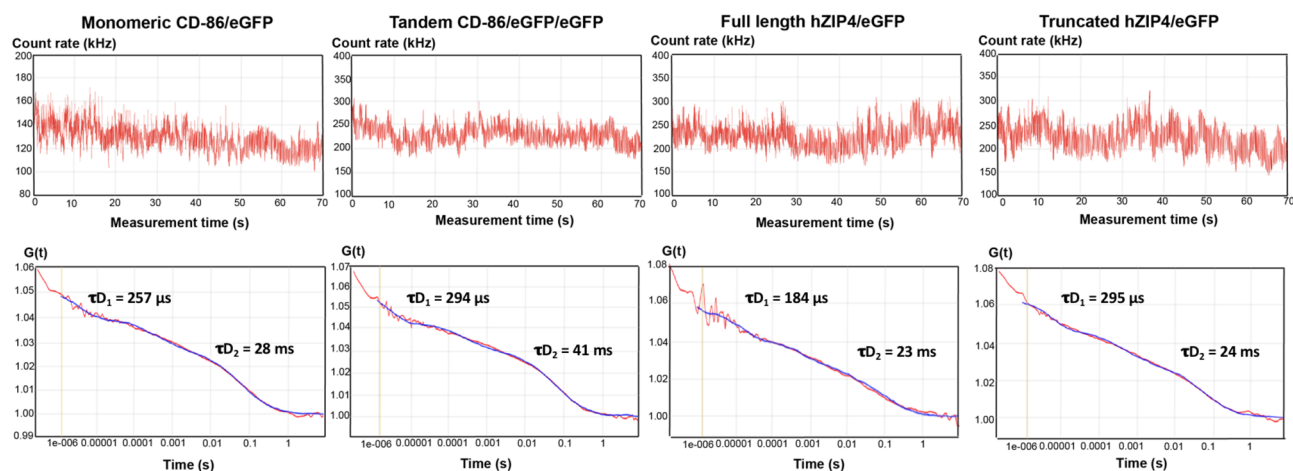 Monomeric CD-86/eGFP
Tandem CD-86/eGFP/eGFP
Full length hZIP4/eGFP
Truncated hZIP4/eGFP
Count rate (kHz)
200
180
160
140
120
100
80
0 10 20 30 40 50 60 70
Measurement time (s)
Count rate (kHz)
400
350
300
250
200
150
100
0 10 20 30 40 50 60 70
Measurement time (s)
Count rate (kHz)
400
350
300
250
200
150
100
0 10 20 30 40 50 60 70
Measurement time (s)
Count rate (kHz)
400
350
300
250
200
150
100
0 10 20 30 40 50 60 70
Measurement time (s)
G(t)
1.06
1.05
1.04
1.03
1.02
1.01
1.00
0.99
τD₁ = 257 µs
τD₂ = 28 ms
1e-006 0.00001 0.0001 0.001 0.01 0.1 1
Time (s)
G(t)
1.07
1.06
1.05
1.04
1.03
1.02
1.01
1.00
τD₁ = 294 µs
τD₂ = 41 ms
1e-006 0.00001 0.0001 0.001 0.01 0.1 1
Time (s)
G(t)
1.08
1.06
1.04
1.02
1.00
τD₁ = 184 µs
τD₂ = 23 ms
1e-006 0.00001 0.0001 0.001 0.01 0.1 1
Time (s)
G(t)
1.08
1.06
1.04
1.02
1.00
τD₁ = 295 µs
τD₂ = 24 ms
1e-006 0.00001 0.0001 0.001 0.01 0.1 1
Time (s)